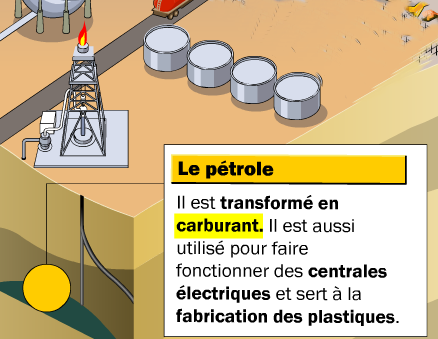 Le pétrole
Il est transformé en
carburant. Il est aussi
utilisé pour faire
fonctionner des centrales
électriques et sert à la
fabrication des plastiques.